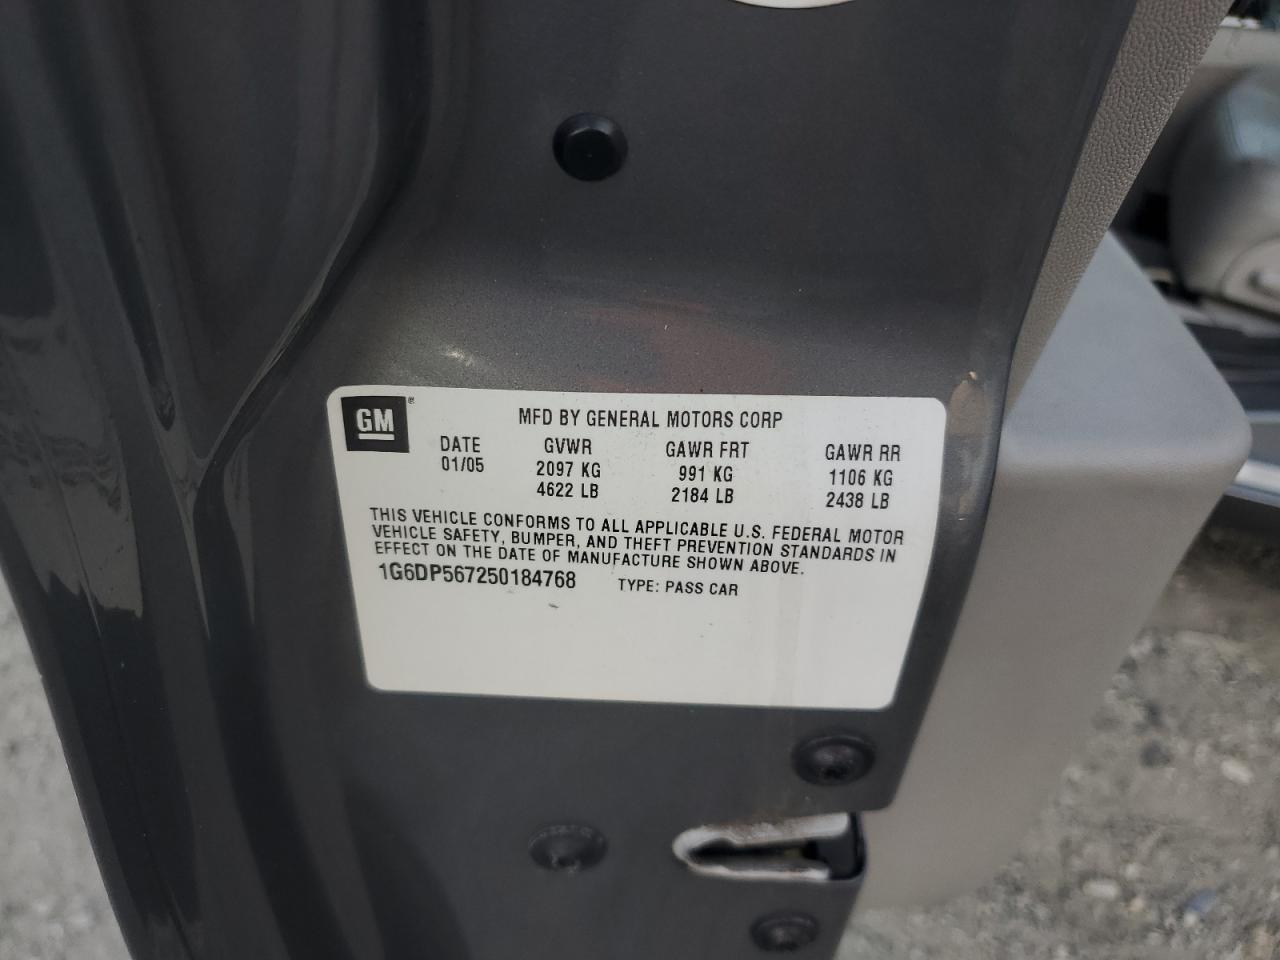 GM®
MFD BY GENERAL MOTORS CORP
DATE GVWR GAWR FRT GAWR RR
01/05 2097 KG 991 KG 1106 KG
4622 LB 2184 LB 2438 LB
THIS VEHICLE CONFORMS TO ALL APPLICABLE U.S. FEDERAL MOTOR
VEHICLE SAFETY, BUMPER, AND THEFT PREVENTION STANDARDS IN
EFFECT ON THE DATE OF MANUFACTURE SHOWN ABOVE.
1G6DP567250184768 TYPE: PASS CAR